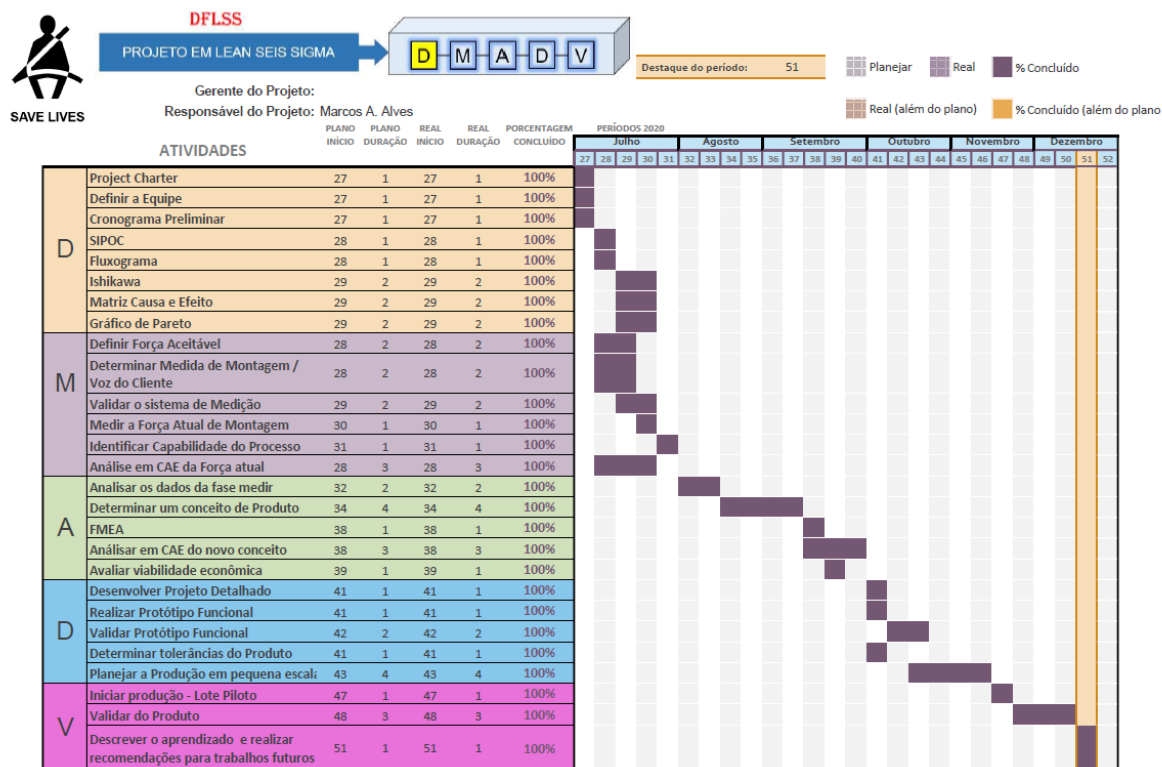 DFLSS
PROJETO EM LEAN SEIS SIGMA
D M A D V
SAVE LIVES
Destaque do período: 51
Planejar Real % Concluído
Real (além do plano) % Concluído (além do plano
Gerente do Projeto:
Responsável do Projeto: Marcos A. Alves
ATIVIDADES
PLANO INÍCIO PLANO DURAÇÃO REAL INÍCIO REAL DURAÇÃO PORCENTAGEM CONCLUÍDO
PERÍODOS 2020
Julho Agosto Setembro Outubro Novembro Dezembro
27 28 29 30 31 32 33 34 35 36 37 38 39 40 41 42 43 44 45 46 47 48 49 50 51 52
D
Project Charter 27 1 27 1 100%
Definir a Equipe 27 1 27 1 100%
Cronograma Preliminar 27 1 27 1 100%
SIPOC 28 1 28 1 100%
Fluxograma 28 1 28 1 100%
Ishikawa 29 2 29 2 100%
Matriz Causa e Efeito 29 2 29 2 100%
Gráfico de Pareto 29 2 29 2 100%
M
Definir Força Aceitável 28 2 28 2 100%
Determinar Medida de Montagem /
Voz do Cliente 28 2 28 2 100%
Validar o sistema de Medição 29 2 29 2 100%
Medir a Força Atual de Montagem 30 1 30 1 100%
Identificar Capabilidade do Processo 31 1 31 1 100%
Análise em CAE da Força atual 28 3 28 3 100%
A
Analisar os dados da fase medir 32 2 32 2 100%
Determinar um conceito de Produto 34 4 34 4 100%
FMEA 38 1 38 1 100%
Análisar em CAE do novo conceito 38 3 38 3 100%
Avaliar viabilidade econômica 39 1 39 1 100%
D
Desenvolver Projeto Detalhado 41 1 41 1 100%
Realizar Protótipo Funcional 41 1 41 1 100%
Validar Protótipo Funcional 42 2 42 2 100%
Determinar tolerâncias do Produto 41 1 41 1 100%
Planejar a Produção em pequena escala 43 4 43 4 100%
V
Iniciar produção - Lote Piloto 47 1 47 1 100%
Validar do Produto 48 3 48 3 100%
Descrever o aprendizado e realizar
recomendações para trabalhos futuros 51 1 51 1 100%